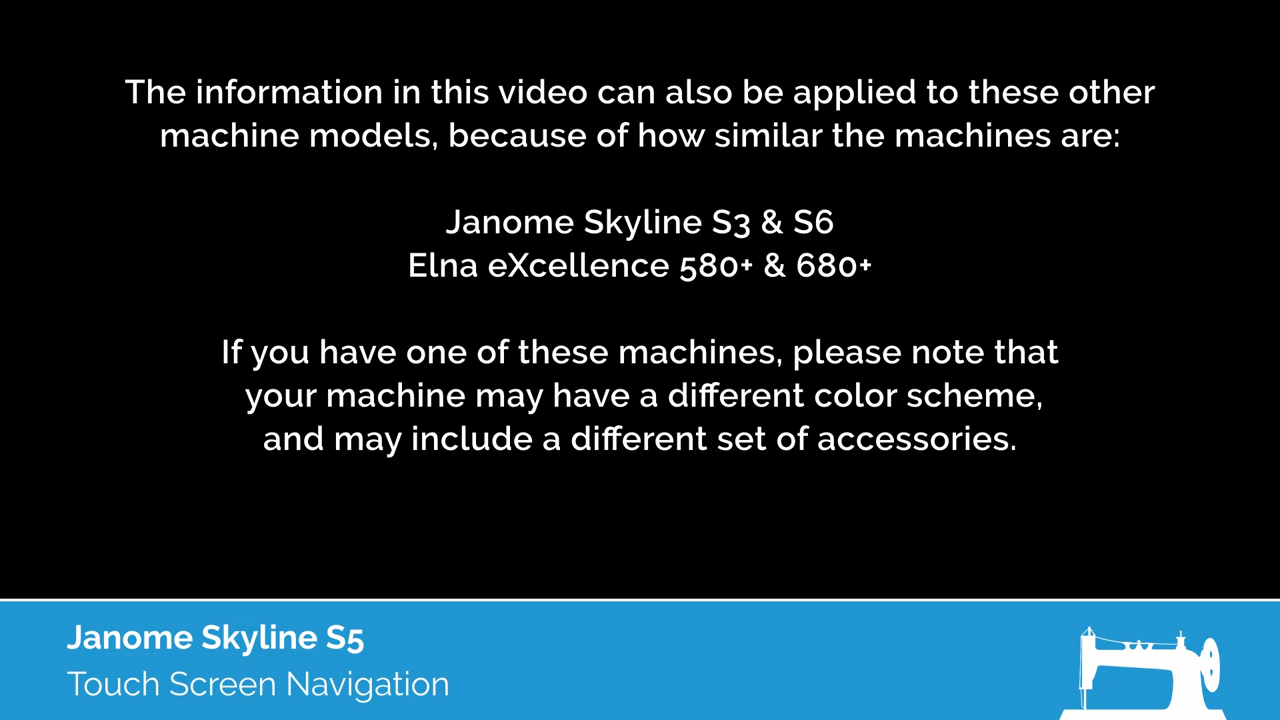 The information in this video can also be applied to these other
machine models, because of how similar the machines are:
Janome Skyline S3 & S6
Elna eXcellence 580+ & 680+
If you have one of these machines, please note that
your machine may have a different color scheme,
and may include a different set of accessories.
Janome Skyline S5
Touch Screen Navigation